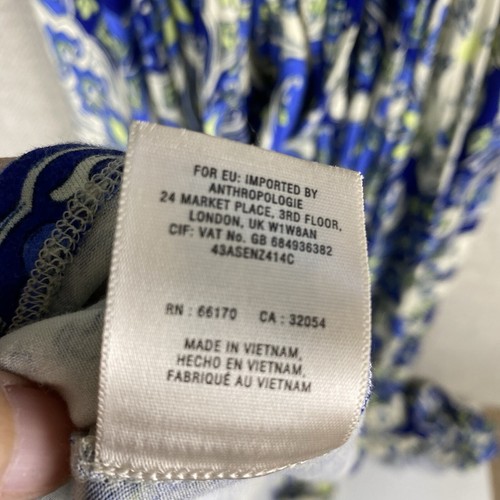 FOR EU: IMPORTED BY
ANTHROPOLOGIE
24 MARKET PLACE, 3RD FLOOR,
LONDON, UK W1W8AN
CIF: VAT No. GB 684936382
43ASENZ414C
RN : 66170 CA : 32054
MADE IN VIETNAM,
HECHO EN VIETNAM,
FABRIQUÉ AU VIETNAM